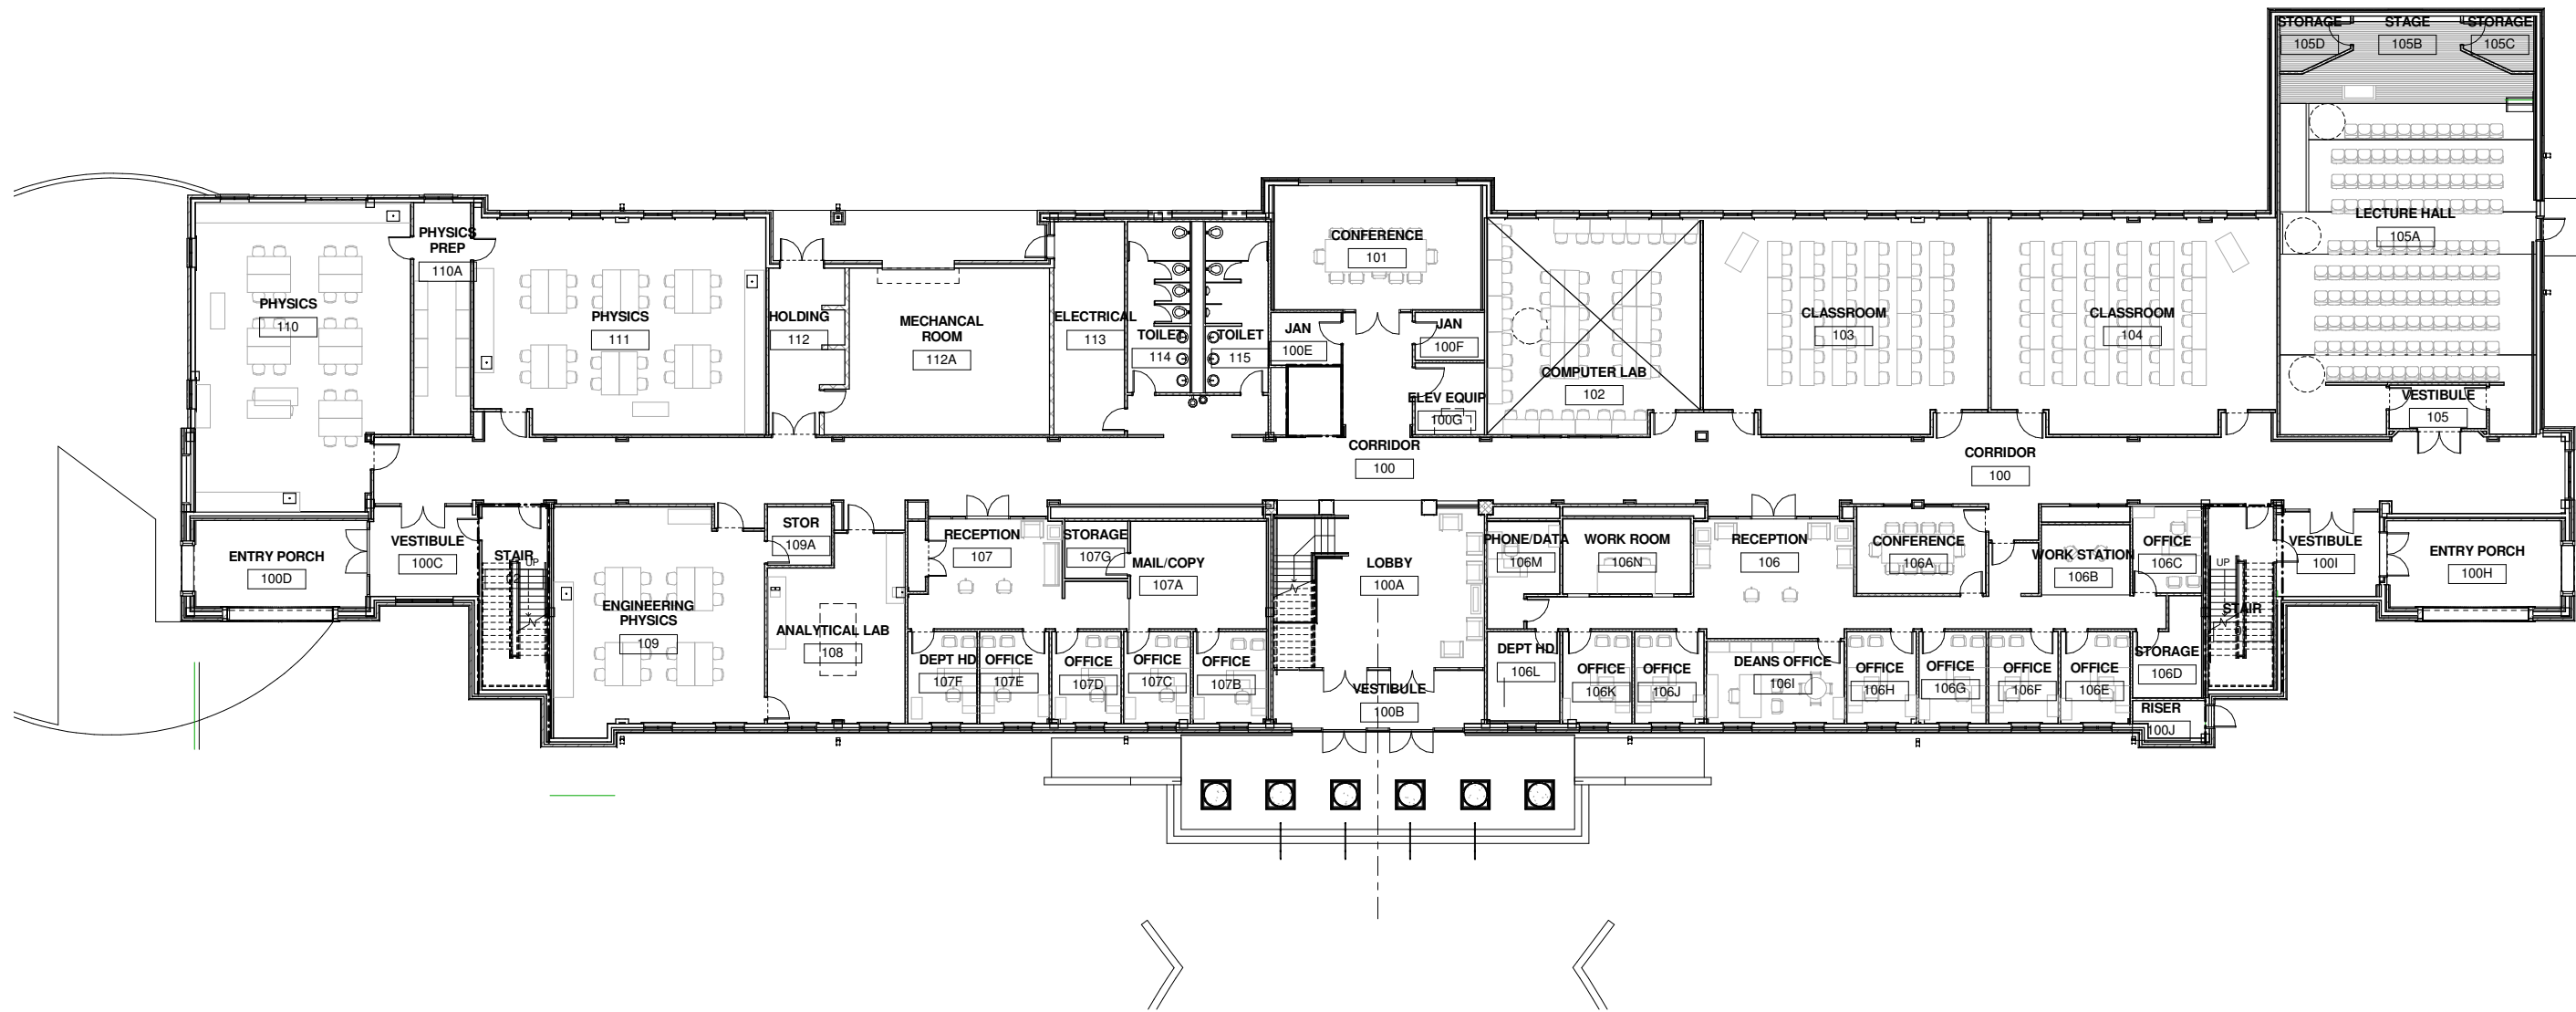 STORAGE
105D
STAGE
105B
STORAGE
105C
LECTURE HALL
105A
VESTIBULE
105
PHYSICS
110
PHYSICS
PREP
110A
PHYSICS
111
HOLDING
112
MECHANCAL
ROOM
112A
ELECTRICAL
113
TOILET
114
TOILET
115
CONFERENCE
101
JAN
100E
JAN
100F
ELEV EQUIP
100G
COMPUTER LAB
102
CLASSROOM
103
CLASSROOM
104
CORRIDOR
100
CORRIDOR
100
ENTRY PORCH
100D
VESTIBULE
100C
STAIR
UP
ENGINEERING
PHYSICS
109
STOR
109A
ANALYTICAL LAB
108
RECEPTION
107
STORAGE
107G
MAIL/COPY
107A
DEPT HD
107F
OFFICE
107E
OFFICE
107D
OFFICE
107C
OFFICE
107B
LOBBY
100A
VESTIBULE
100B
PHONE/DATA
106M
WORK ROOM
106N
RECEPTION
106
CONFERENCE
106A
WORK STATION
106B
OFFICE
106C
DEPT HD
106L
OFFICE
106K
OFFICE
106J
DEANS OFFICE
106I
OFFICE
106H
OFFICE
106G
OFFICE
106F
OFFICE
106E
STORAGE
106D
RISER
100J
UP
STAIR
VESTIBULE
100I
ENTRY PORCH
100H